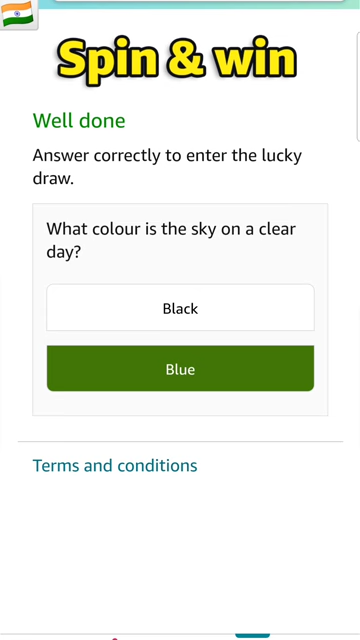 Spin & win
Well done
Answer correctly to enter the lucky
draw.
What colour is the sky on a clear
day?
Black
Blue
Terms and conditions